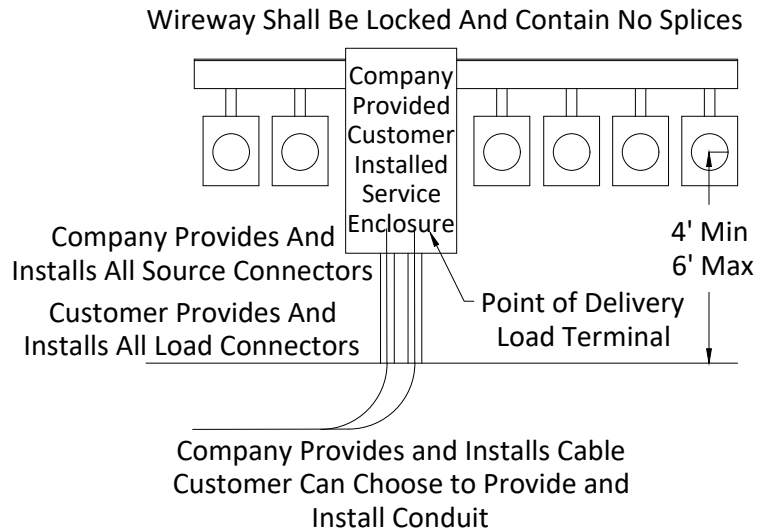 Wireway Shall Be Locked And Contain No Splices
Company
Provided
Customer
Installed
Service
Enclosure
Company Provides And
Installs All Source Connectors
Customer Provides And
Installs All Load Connectors
4' Min
6' Max
Point of Delivery
Load Terminal
Company Provides and Installs Cable
Customer Can Choose to Provide and
Install Conduit